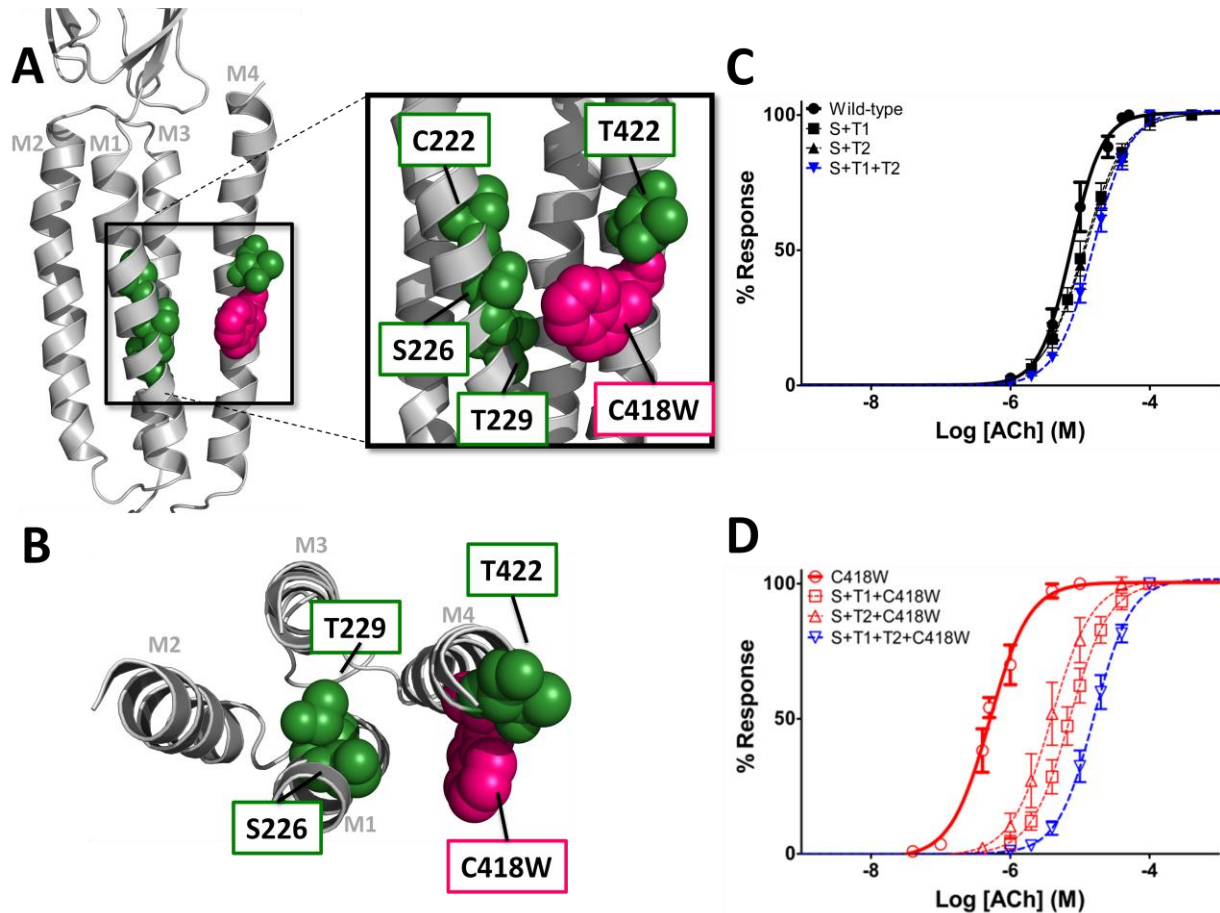 A
M4
M2
M1
M3
C222
T422
S226
T229
C418W
B
M3
T422
T229
M4
M2
S226
M1
C418W
C
100
50
0
% Response
Wild-type
S+T1
S+T2
S+T1+T2
-8
-6
-4
Log [ACh] (M)
D
100
50
0
% Response
C418W
S+T1+C418W
S+T2+C418W
S+T1+T2+C418W
-8
-6
-4
Log [ACh] (M)